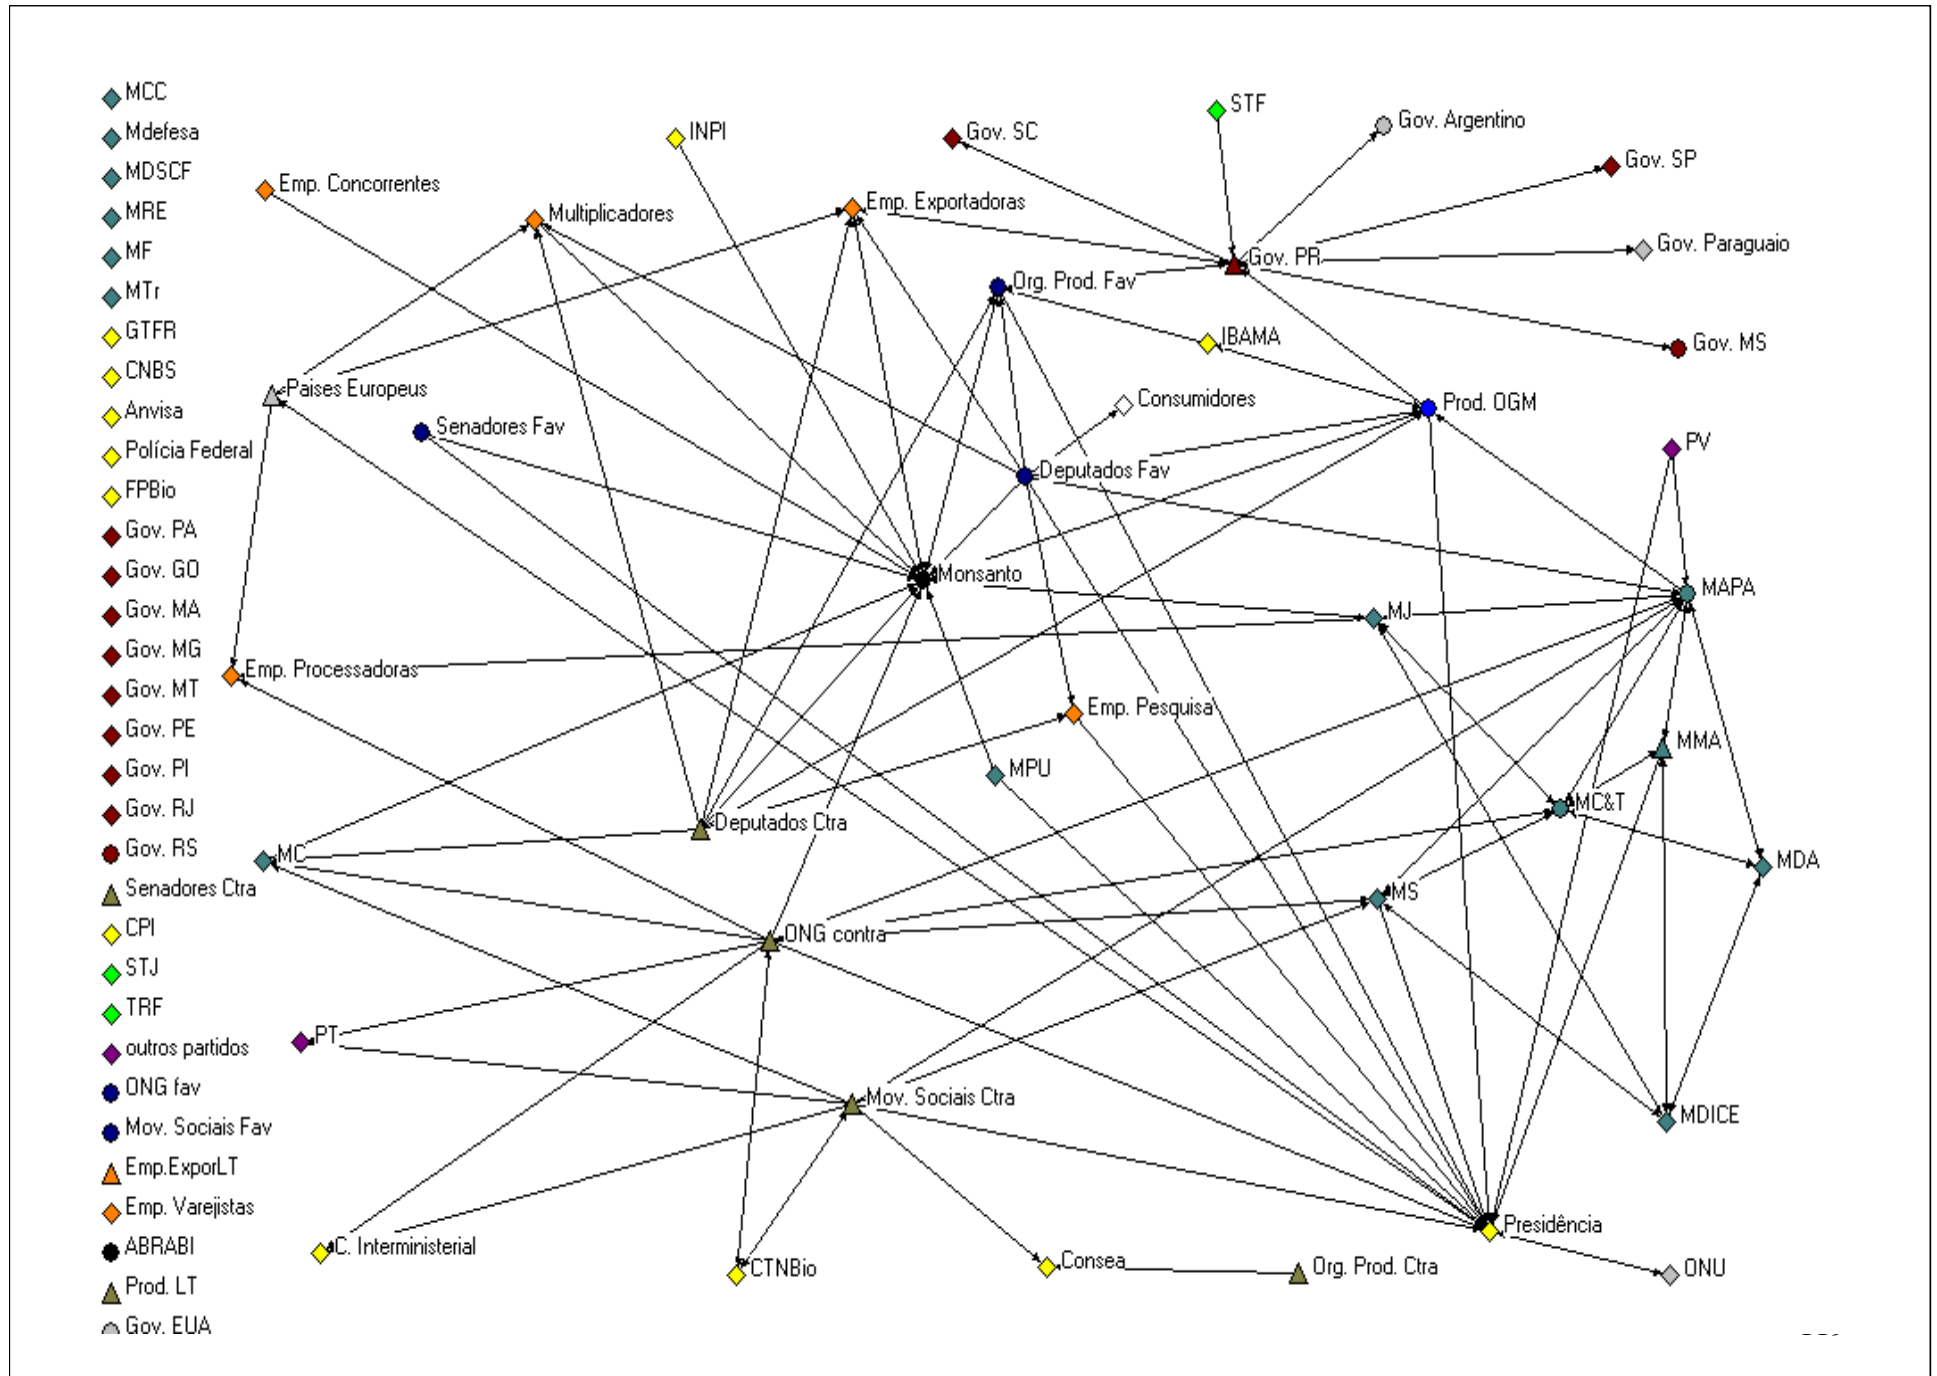 MCC
Mdefesa
MDSCF
MRE
MF
MTr
GTFR
CNBS
Anvisa
Polícia Federal
FPBio
Gov. PA
Gov. GO
Gov. MA
Gov. MG
Gov. MT
Gov. PE
Gov. PI
Gov. RJ
Gov. RS
Senadores Ctra
CPI
STJ
TRF
outros partidos
ONG fav
Mov. Sociais Fav
Emp.ExporLT
Emp. Varejistas
ABRABI
Prod. LT
Gov. EUA
STF
Gov. Argentino
INPI
Gov. SC
Gov. SP
Emp. Concorrentes
Multiplicadores
Emp. Exportadoras
Gov. PR
Gov. Paraguaio
Org. Prod. Fav
IBAMA
Gov. MS
Paises Europeus
Consumidores
Prod. OGM
Senadores Fav
PV
Deputados Fav
Monsanto
MAPA
MJ
Emp. Processadoras
Emp. Pesquisa
MMA
MPU
MC&T
Deputados Ctra
MC
MDA
MS
ONG contra
PT
Mov. Sociais Ctra
MDICE
Presidência
C. Interministerial
CTNBio
Consea
Org. Prod. Ctra
ONU